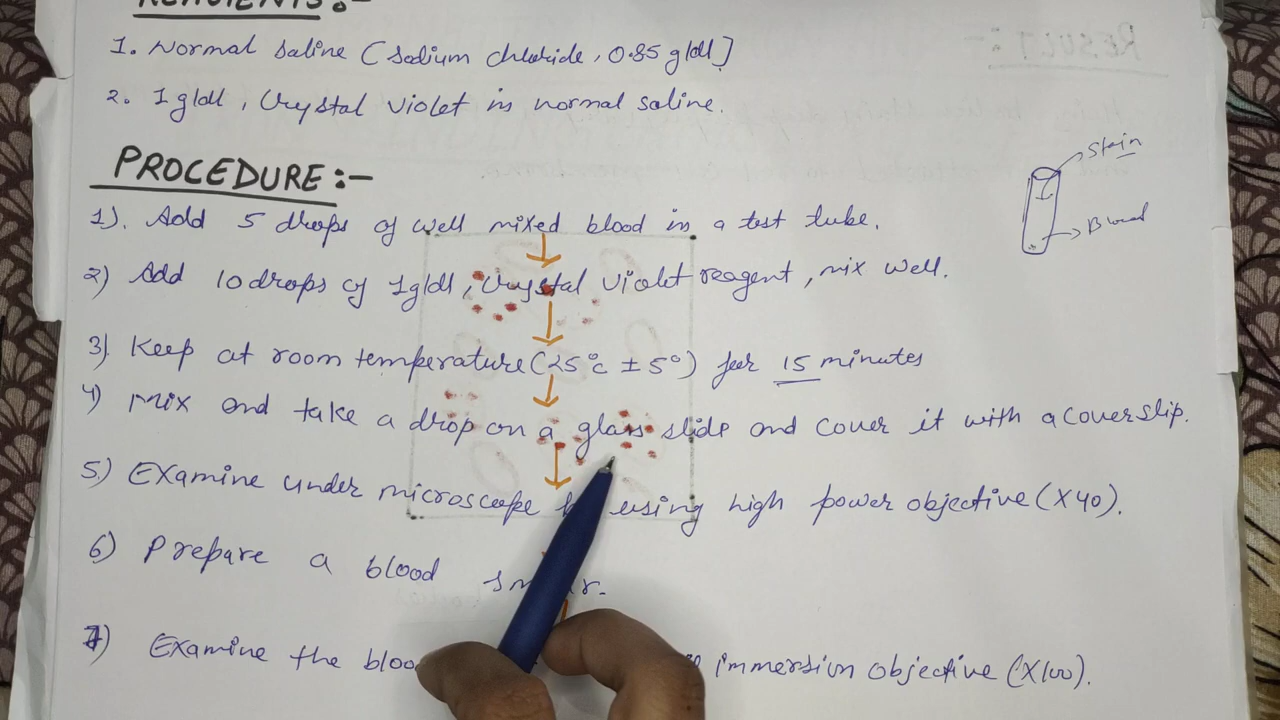 REAGENTS:-
1. Normal saline (Sodium chloride, 0.85 g/dl]
2. 1g/dl, Crystal violet in normal saline.
PROCEDURE:-
1). Add 5 drops of well mixed blood in a test tube.
2) Add 10 drops of 1g/dl, Crystal violet reagent, mix well.
3) Keep at room temperature (25°c ± 5°) for 15 minutes
4) Mix and take a drop on a glass slide and cover it with a coverslip.
5.) Examine under microscope using high power objective (X40).
6) Prepare a blood
7) Examine the immersion objective (X100).
Stain
Blood
RESULT:-